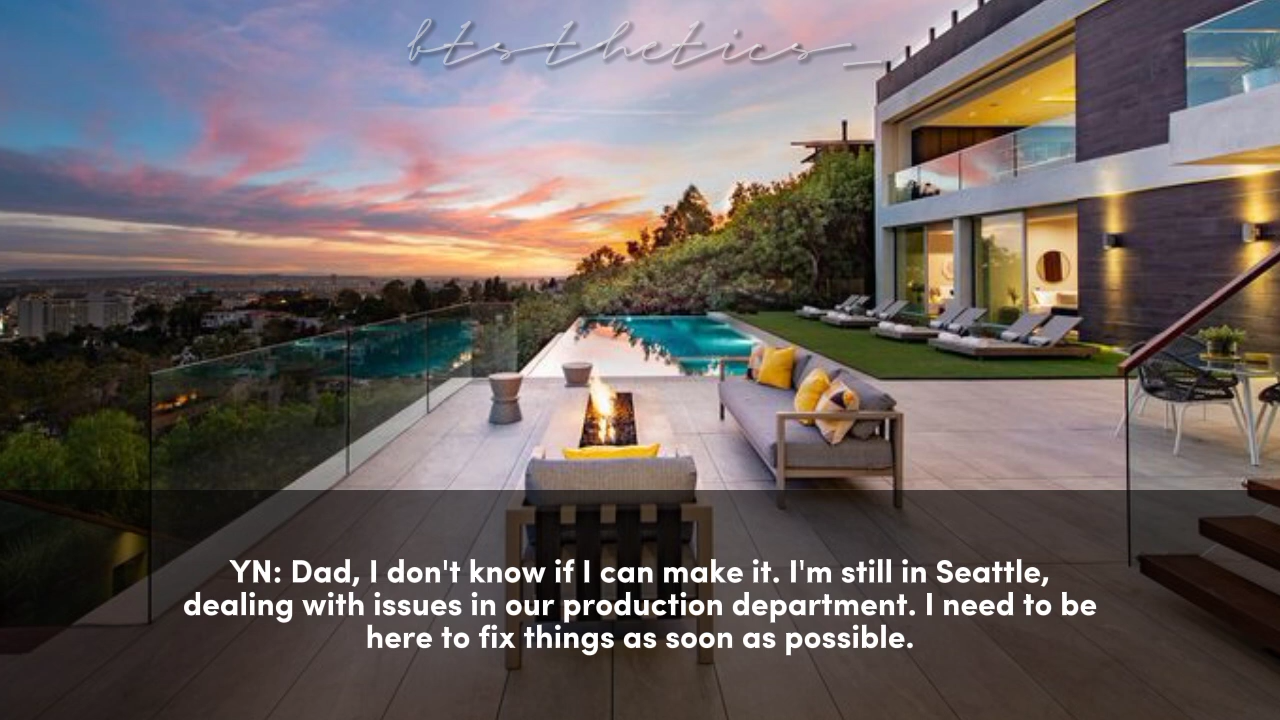 btsthetics_
YN: Dad, I don't know if I can make it. I'm still in Seattle,
dealing with issues in our production department. I need to be
here to fix things as soon as possible.